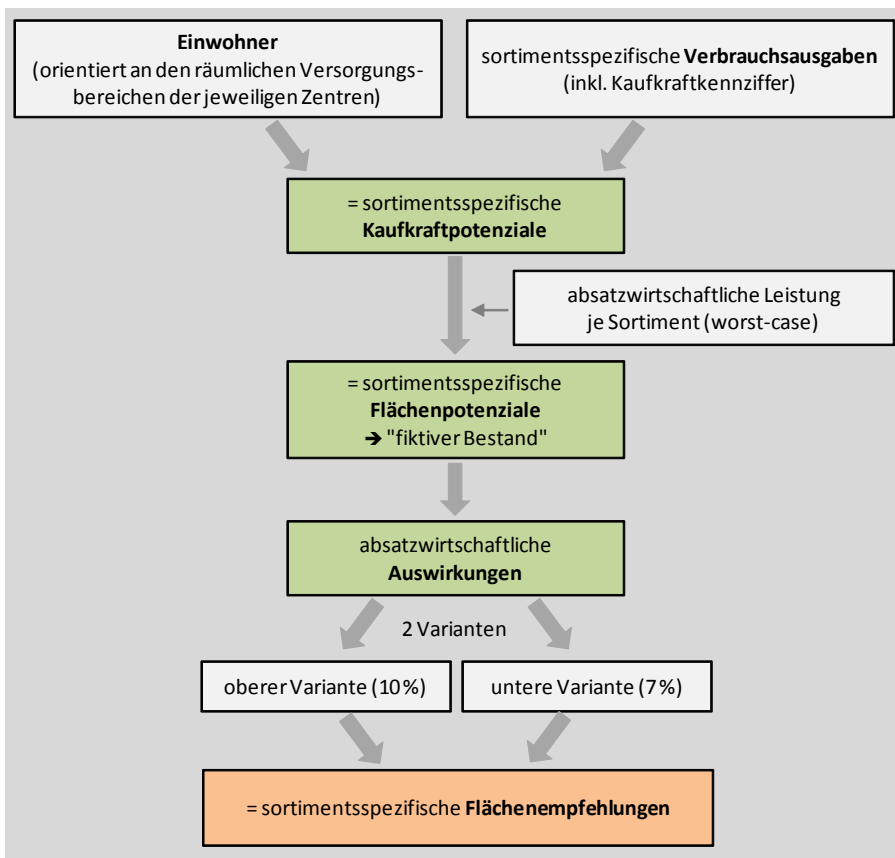 Einwohner
(orientiert an den räumlichen Versorgungs-
bereichen der jeweiligen Zentren)
sortimentsspezifische Verbrauchsausgaben
(inkl. Kaufkraftkennziffer)
= sortimentsspezifische
Kaufkraftpotenziale
absatzwirtschaftliche Leistung
je Sortiment (worst-case)
= sortimentsspezifische
Flächenpotenziale
➔ "fiktiver Bestand"
absatzwirtschaftliche
Auswirkungen
2 Varianten
oberer Variante (10%)
untere Variante (7%)
= sortimentsspezifische Flächenempfehlungen